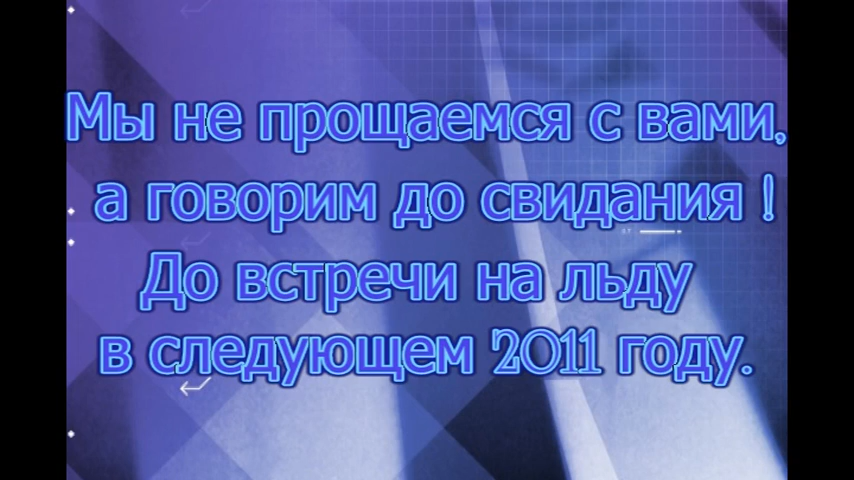 Мы не прощаемся с вами,
а говорим до свидания !
До встречи на льду
в следующем 2011 году.